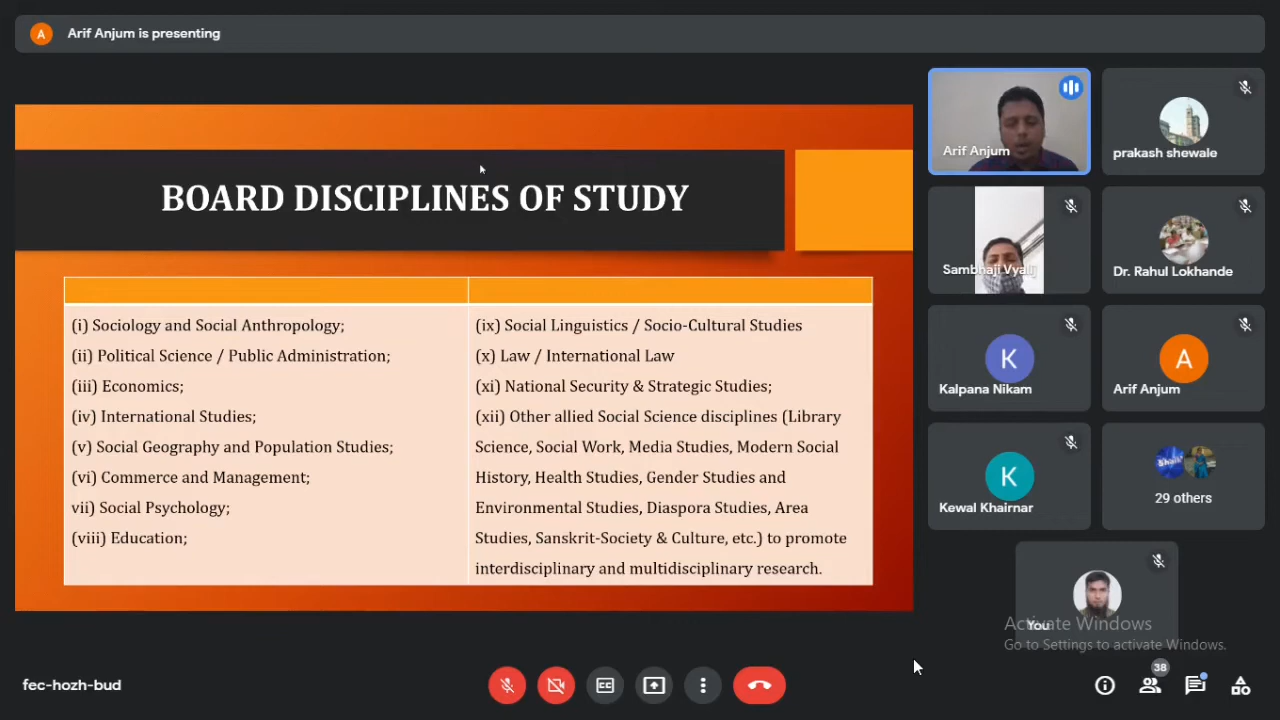 A
Arif Anjum is presenting
BOARD DISCIPLINES OF STUDY
(i) Sociology and Social Anthropology;
(ii) Political Science / Public Administration;
(iii) Economics;
(iv) International Studies;
(v) Social Geography and Population Studies;
(vi) Commerce and Management;
vii) Social Psychology;
(viii) Education;
(ix) Social Linguistics / Socio-Cultural Studies
(x) Law / International Law
(xi) National Security & Strategic Studies;
(xii) Other allied Social Science disciplines (Library
Science, Social Work, Media Studies, Modern Social
History, Health Studies, Gender Studies and
Environmental Studies, Diaspora Studies, Area
Studies, Sanskrit-Society & Culture, etc.) to promote
interdisciplinary and multidisciplinary research.
Arif Anjum
prakash shewale
Sambhaji Vyalij
Dr. Rahul Lokhande
K
Kalpana Nikam
A
Arif Anjum
K
Kewal Khairnar
29 others
You
Activate Windows
Go to Settings to activate Windows.
fec-hozh-bud
CC
38